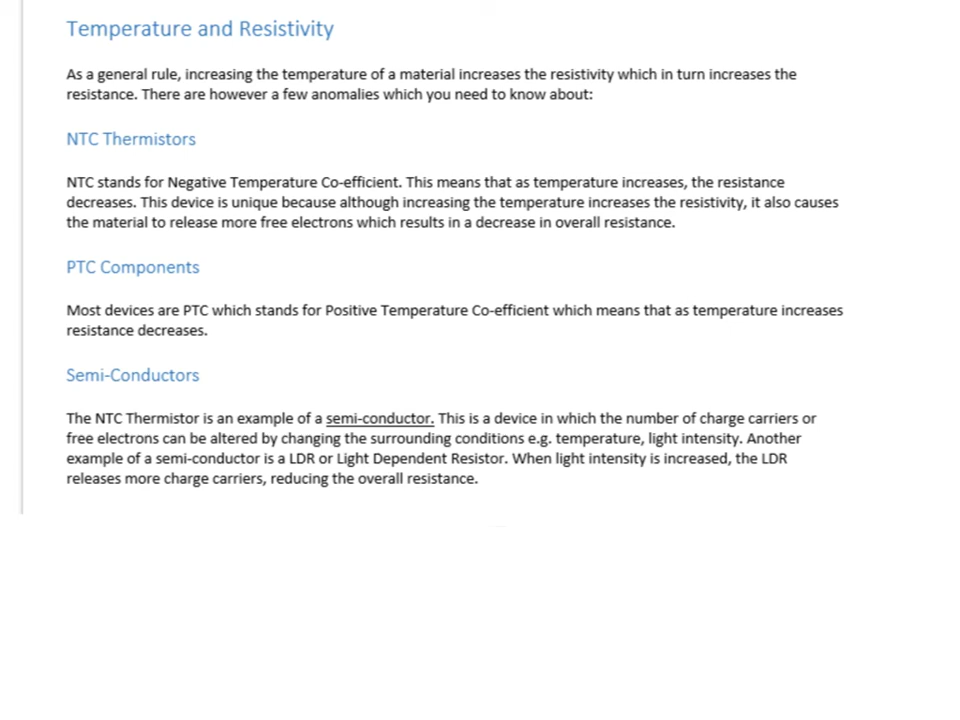 Temperature and Resistivity
As a general rule, increasing the temperature of a material increases the resistivity which in turn increases the
resistance. There are however a few anomalies which you need to know about:
NTC Thermistors
NTC stands for Negative Temperature Co-efficient. This means that as temperature increases, the resistance
decreases. This device is unique because although increasing the temperature increases the resistivity, it also causes
the material to release more free electrons which results in a decrease in overall resistance.
PTC Components
Most devices are PTC which stands for Positive Temperature Co-efficient which means that as temperature increases
resistance decreases.
Semi-Conductors
The NTC Thermistor is an example of a semi-conductor. This is a device in which the number of charge carriers or
free electrons can be altered by changing the surrounding conditions e.g. temperature, light intensity. Another
example of a semi-conductor is a LDR or Light Dependent Resistor. When light intensity is increased, the LDR
releases more charge carriers, reducing the overall resistance.